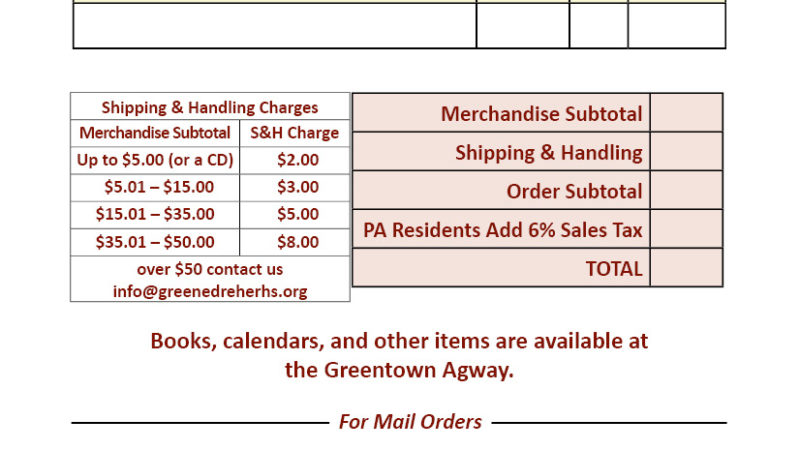 Shipping & Handling Charges
Merchandise Subtotal S&H Charge
Up to $5.00 (or a CD) $2.00
$5.01 – $15.00 $3.00
$15.01 – $35.00 $5.00
$35.01 – $50.00 $8.00
over $50 contact us
info@greenedreherhs.org
Merchandise Subtotal
Shipping & Handling
Order Subtotal
PA Residents Add 6% Sales Tax
TOTAL
Books, calendars, and other items are available at
the Greentown Agway.
For Mail Orders